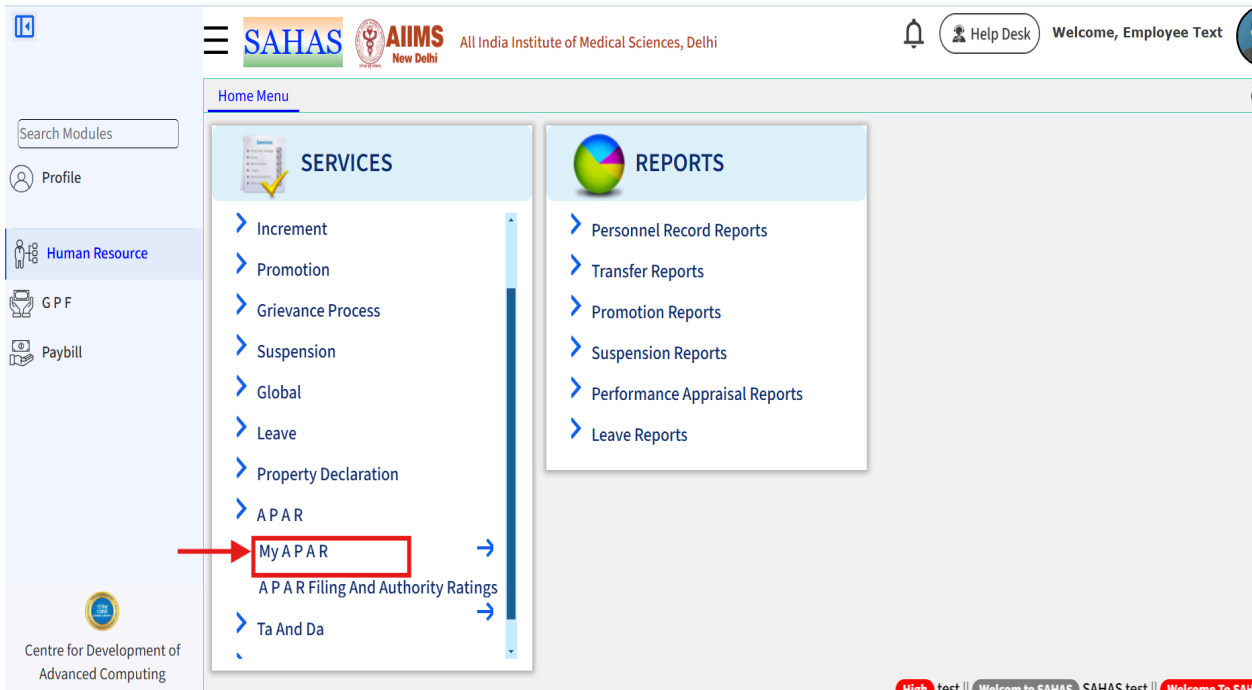 SAHAS
AIIMS
New Delhi
All India Institute of Medical Sciences, Delhi
Help Desk
Welcome, Employee Text
Home Menu
Search Modules
Profile
Human Resource
G P F
Paybill
Centre for Development of
Advanced Computing
SERVICES
Increment
Promotion
Grievance Process
Suspension
Global
Leave
Property Declaration
A P A R
My A P A R
A P A R Filing And Authority Ratings
Ta And Da
REPORTS
Personnel Record Reports
Transfer Reports
Promotion Reports
Suspension Reports
Performance Appraisal Reports
Leave Reports
High test || Welcom to SAHAS SAHAS test || Welcome To SAH